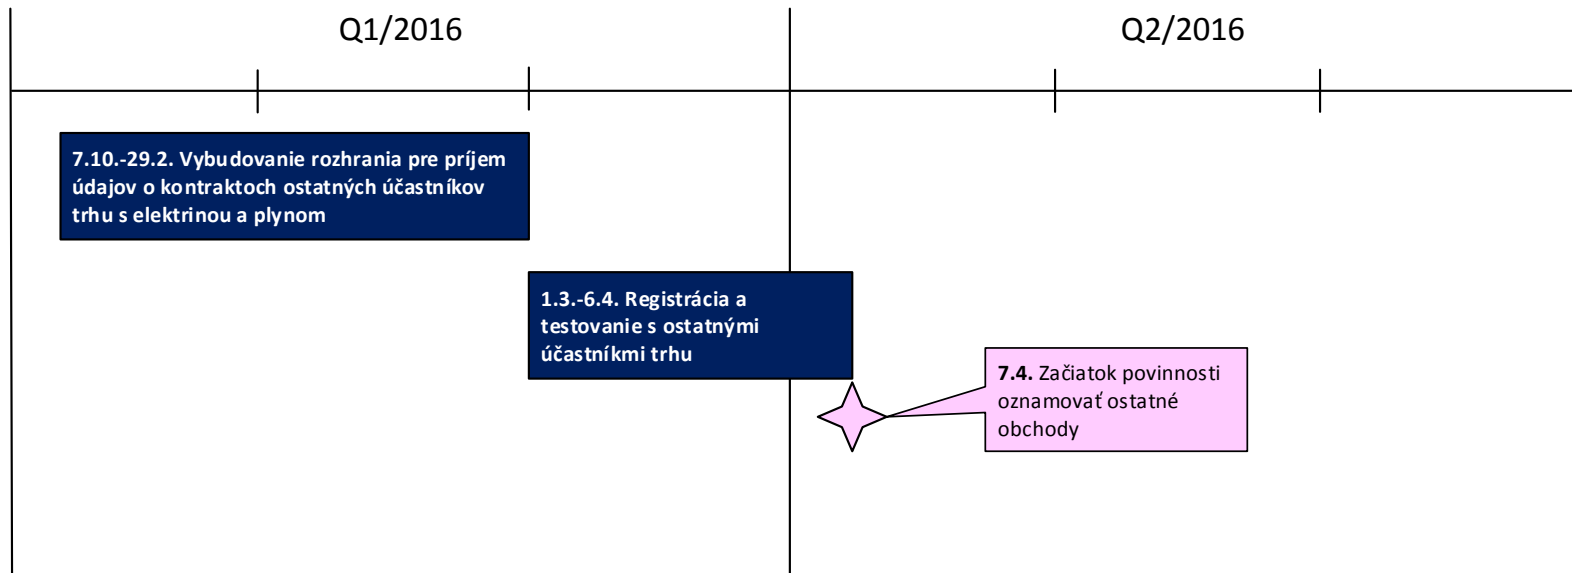 Q1/2016
Q2/2016
7.10.-29.2. Vybudovanie rozhrania pre príjem
údajov o kontraktoch ostatných účastníkov
trhu s elektrinou a plynom
1.3.-6.4. Registrácia a
testovanie s ostatnými
účastníkmi trhu
7.4. Začiatok povinnosti
oznamovať ostatné
obchody